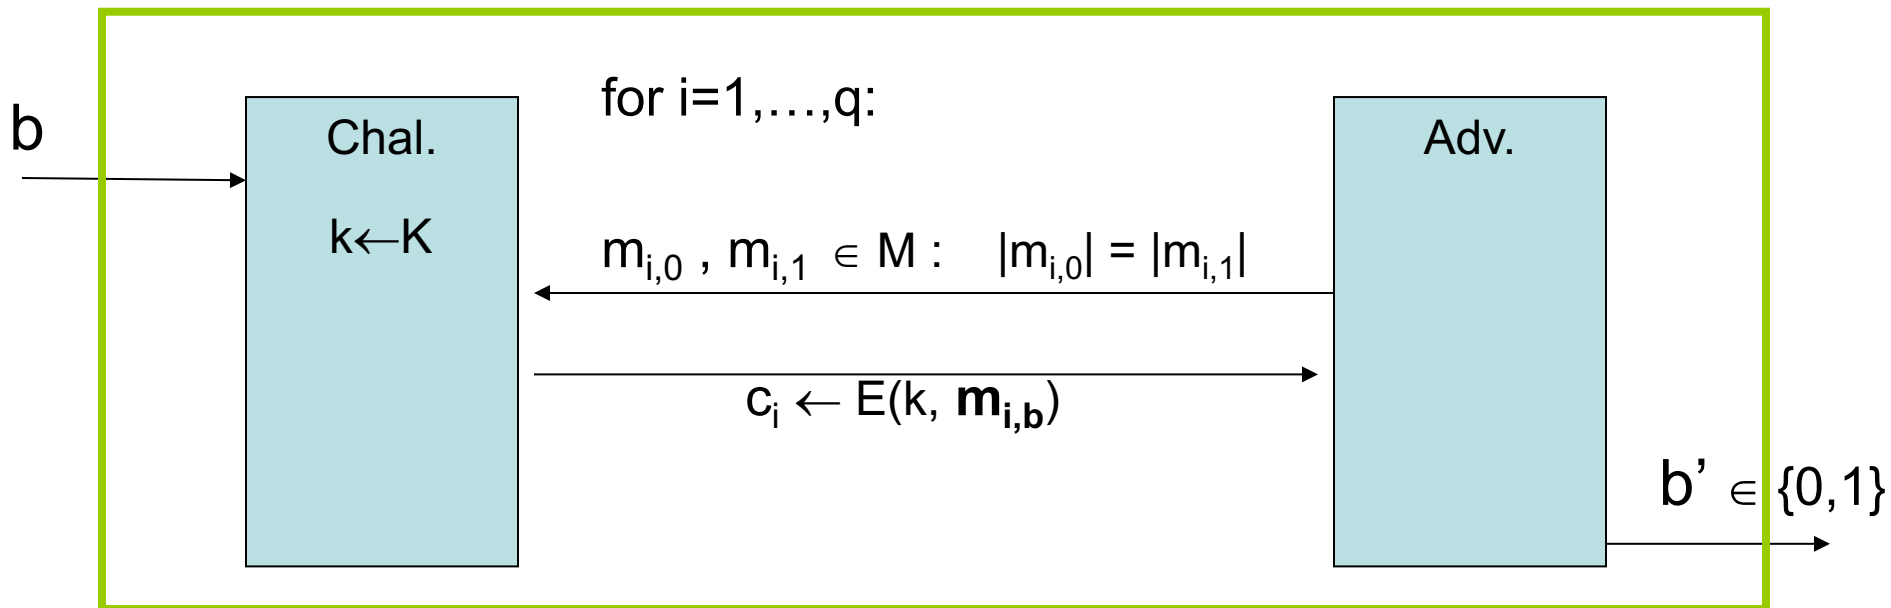 for i=1,…,q:
b
Chal.
Adv.
k←K
m_{i,0} , m_{i,1} ∈ M : |m_{i,0}| = |m_{i,1}|
c_i ← E(k, m_{i,b})
b’ ∈ {0,1}